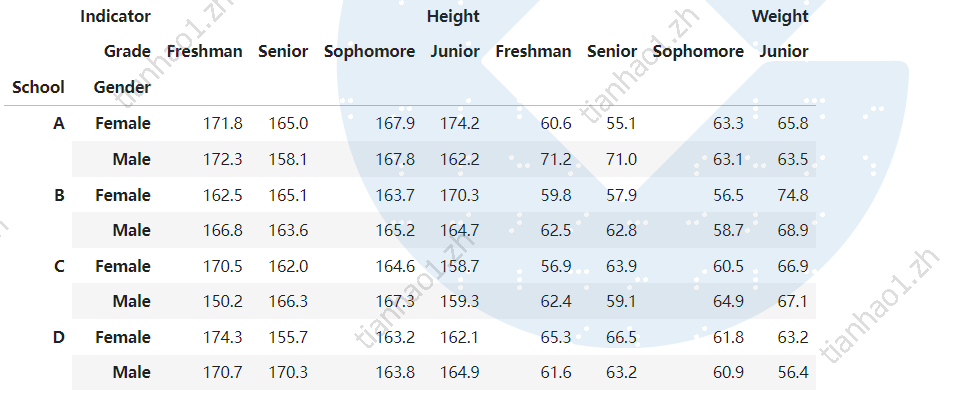 Indicator Height Weight
Grade Freshman Senior Sophomore Junior Freshman Senior Sophomore Junior
School Gender
A Female 171.8 165.0 167.9 174.2 60.6 55.1 63.3 65.8
Male 172.3 158.1 167.8 162.2 71.2 71.0 63.1 63.5
B Female 162.5 165.1 163.7 170.3 59.8 57.9 56.5 74.8
Male 166.8 163.6 165.2 164.7 62.5 62.8 58.7 68.9
C Female 170.5 162.0 164.6 158.7 56.9 63.9 60.5 66.9
Male 150.2 166.3 167.3 159.3 62.4 59.1 64.9 67.1
D Female 174.3 155.7 163.2 162.1 65.3 66.5 61.8 63.2
Male 170.7 170.3 163.8 164.9 61.6 63.2 60.9 56.4
tianhao1.zh
tianhao1.zh
tianhao1.zh
tianhao1.zh